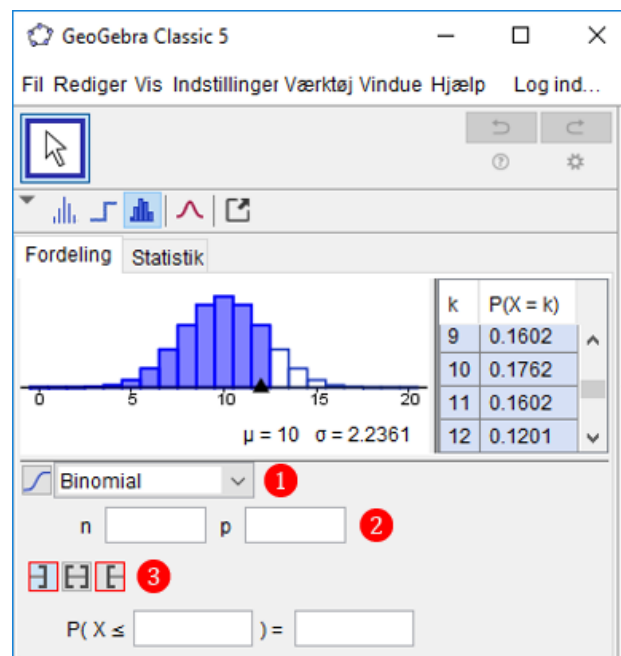 GeoGebra Classic 5
Fil Rediger Vis Indstillinger Værktøj Vindue Hjælp Log ind...
Fordeling Statistik
k P(X = k)
9 0.1602
10 0.1762
11 0.1602
12 0.1201
0 5 10 15 20
μ = 10 σ = 2.2361
Binomial 1
n p 2
3
P( X ≤ ) =